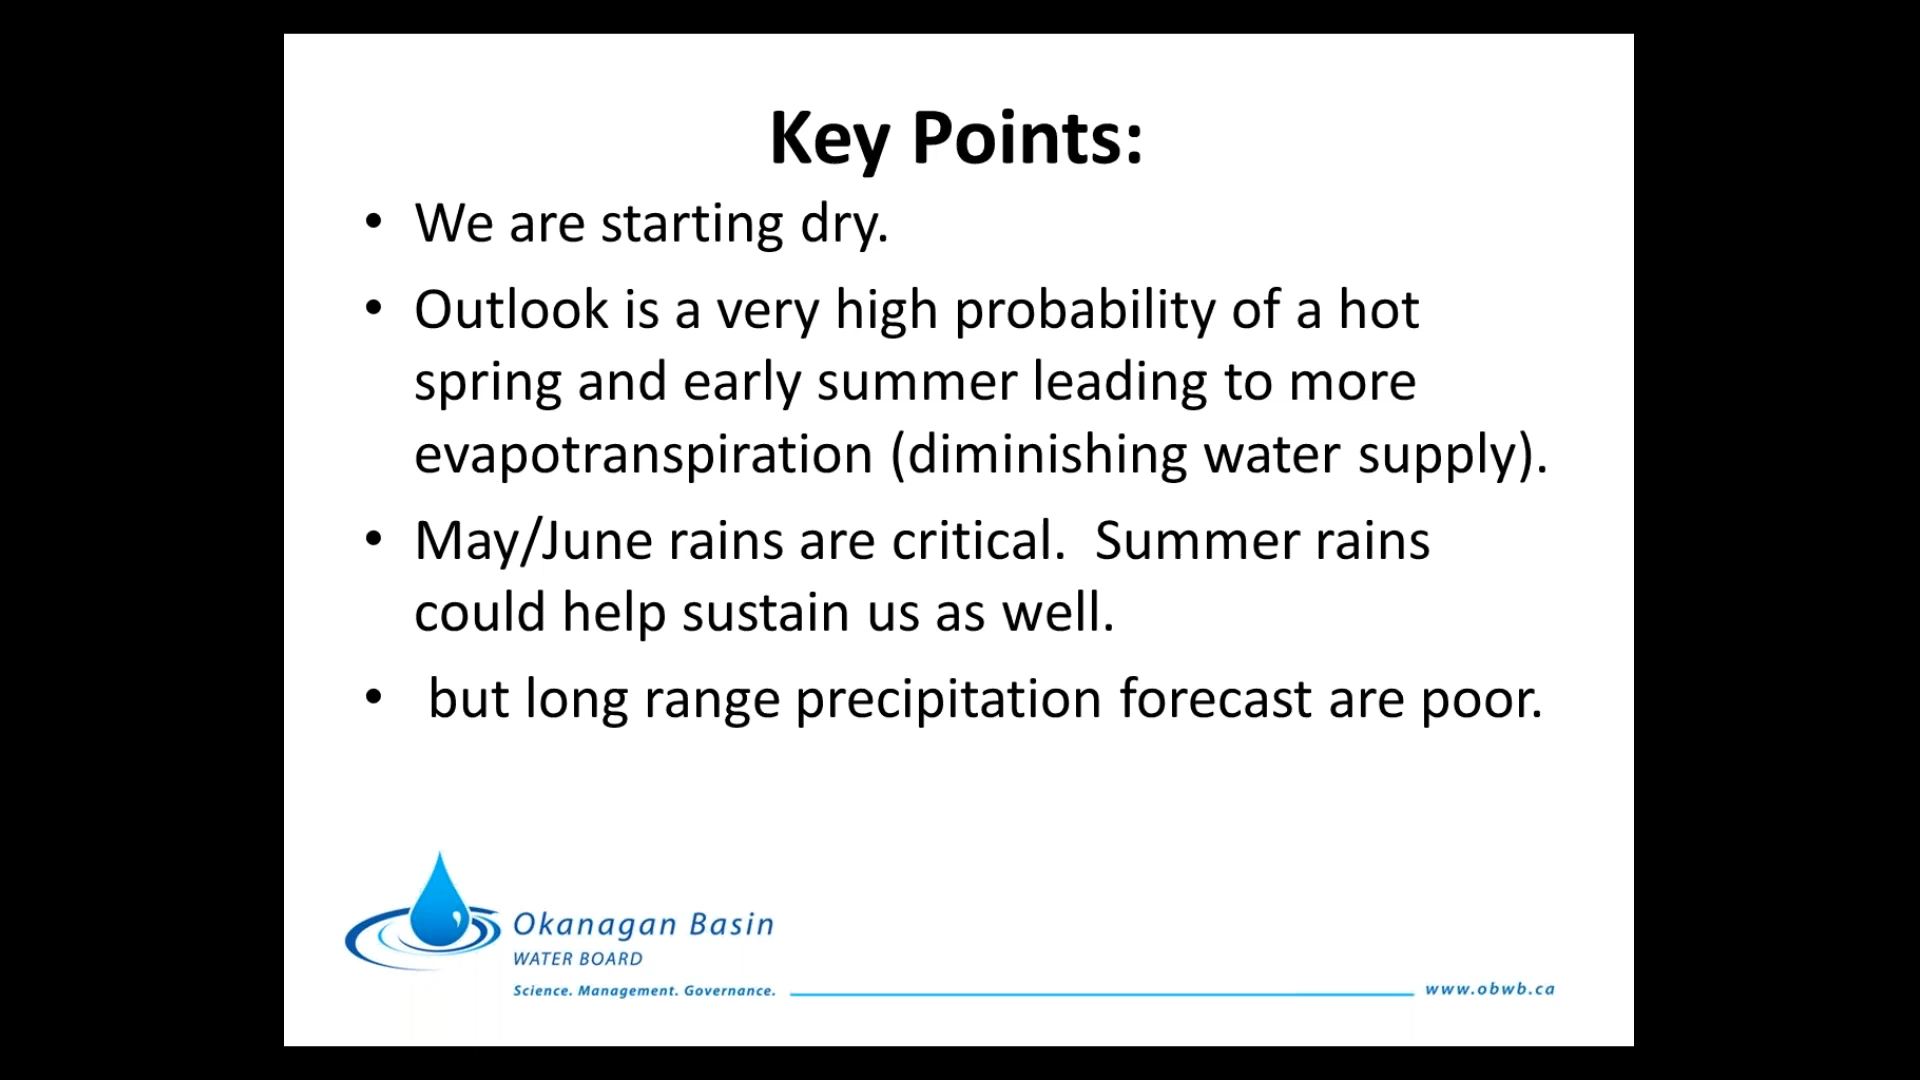 Key Points:
• We are starting dry.
• Outlook is a very high probability of a hot
spring and early summer leading to more
evapotranspiration (diminishing water supply).
• May/June rains are critical.  Summer rains
could help sustain us as well.
•  but long range precipitation forecast are poor.
Okanagan Basin
WATER BOARD
Science. Management. Governance.
www.obwb.ca